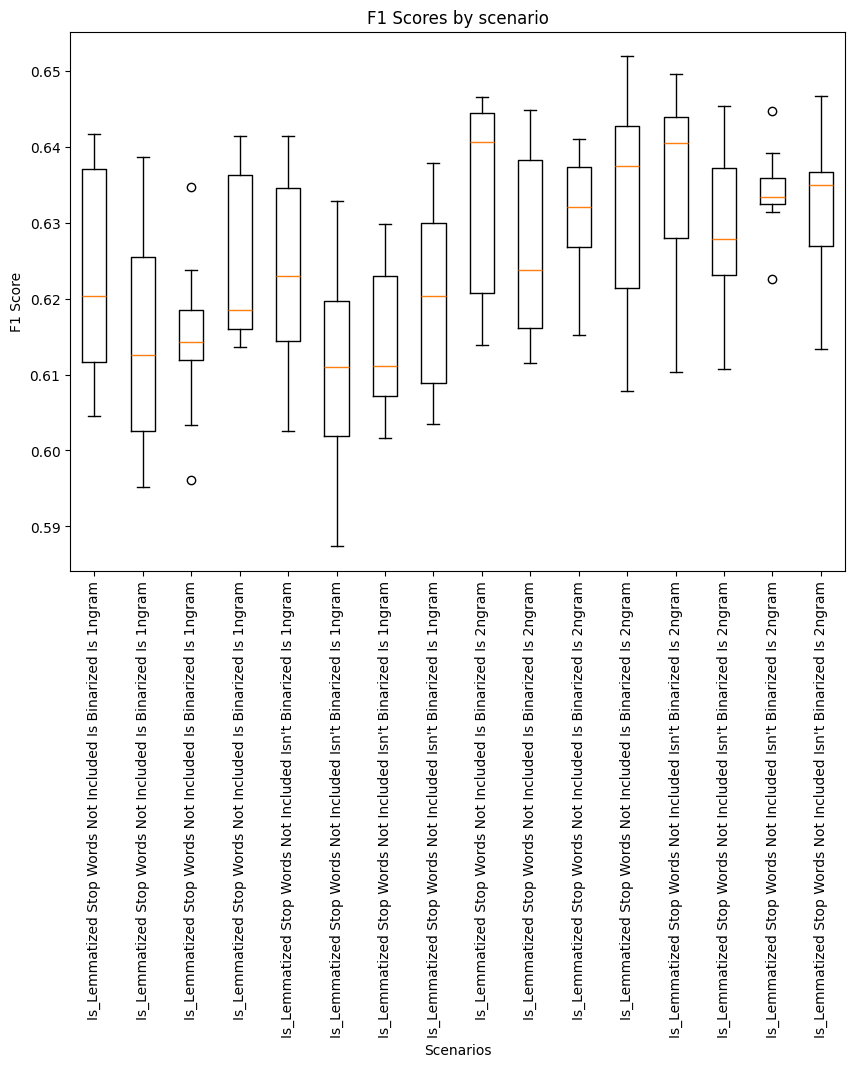 F1 Scores by scenario
0.65
0.64
0.63
0.62
0.61
0.60
0.59
F1 Score
Is_Lemmatized Stop Words Not Included Is Binarized Is 1ngram
Is_Lemmatized Stop Words Not Included Is Binarized Is 1ngram
Is_Lemmatized Stop Words Not Included Is Binarized Is 1ngram
Is_Lemmatized Stop Words Not Included Is Binarized Is 1ngram
Is_Lemmatized Stop Words Not Included Isn't Binarized Is 1ngram
Is_Lemmatized Stop Words Not Included Isn't Binarized Is 1ngram
Is_Lemmatized Stop Words Not Included Isn't Binarized Is 1ngram
Is_Lemmatized Stop Words Not Included Isn't Binarized Is 1ngram
Is_Lemmatized Stop Words Not Included Is Binarized Is 2ngram
Is_Lemmatized Stop Words Not Included Is Binarized Is 2ngram
Is_Lemmatized Stop Words Not Included Is Binarized Is 2ngram
Is_Lemmatized Stop Words Not Included Is Binarized Is 2ngram
Is_Lemmatized Stop Words Not Included Isn't Binarized Is 2ngram
Is_Lemmatized Stop Words Not Included Isn't Binarized Is 2ngram
Is_Lemmatized Stop Words Not Included Isn't Binarized Is 2ngram
Is_Lemmatized Stop Words Not Included Isn't Binarized Is 2ngram
Scenarios